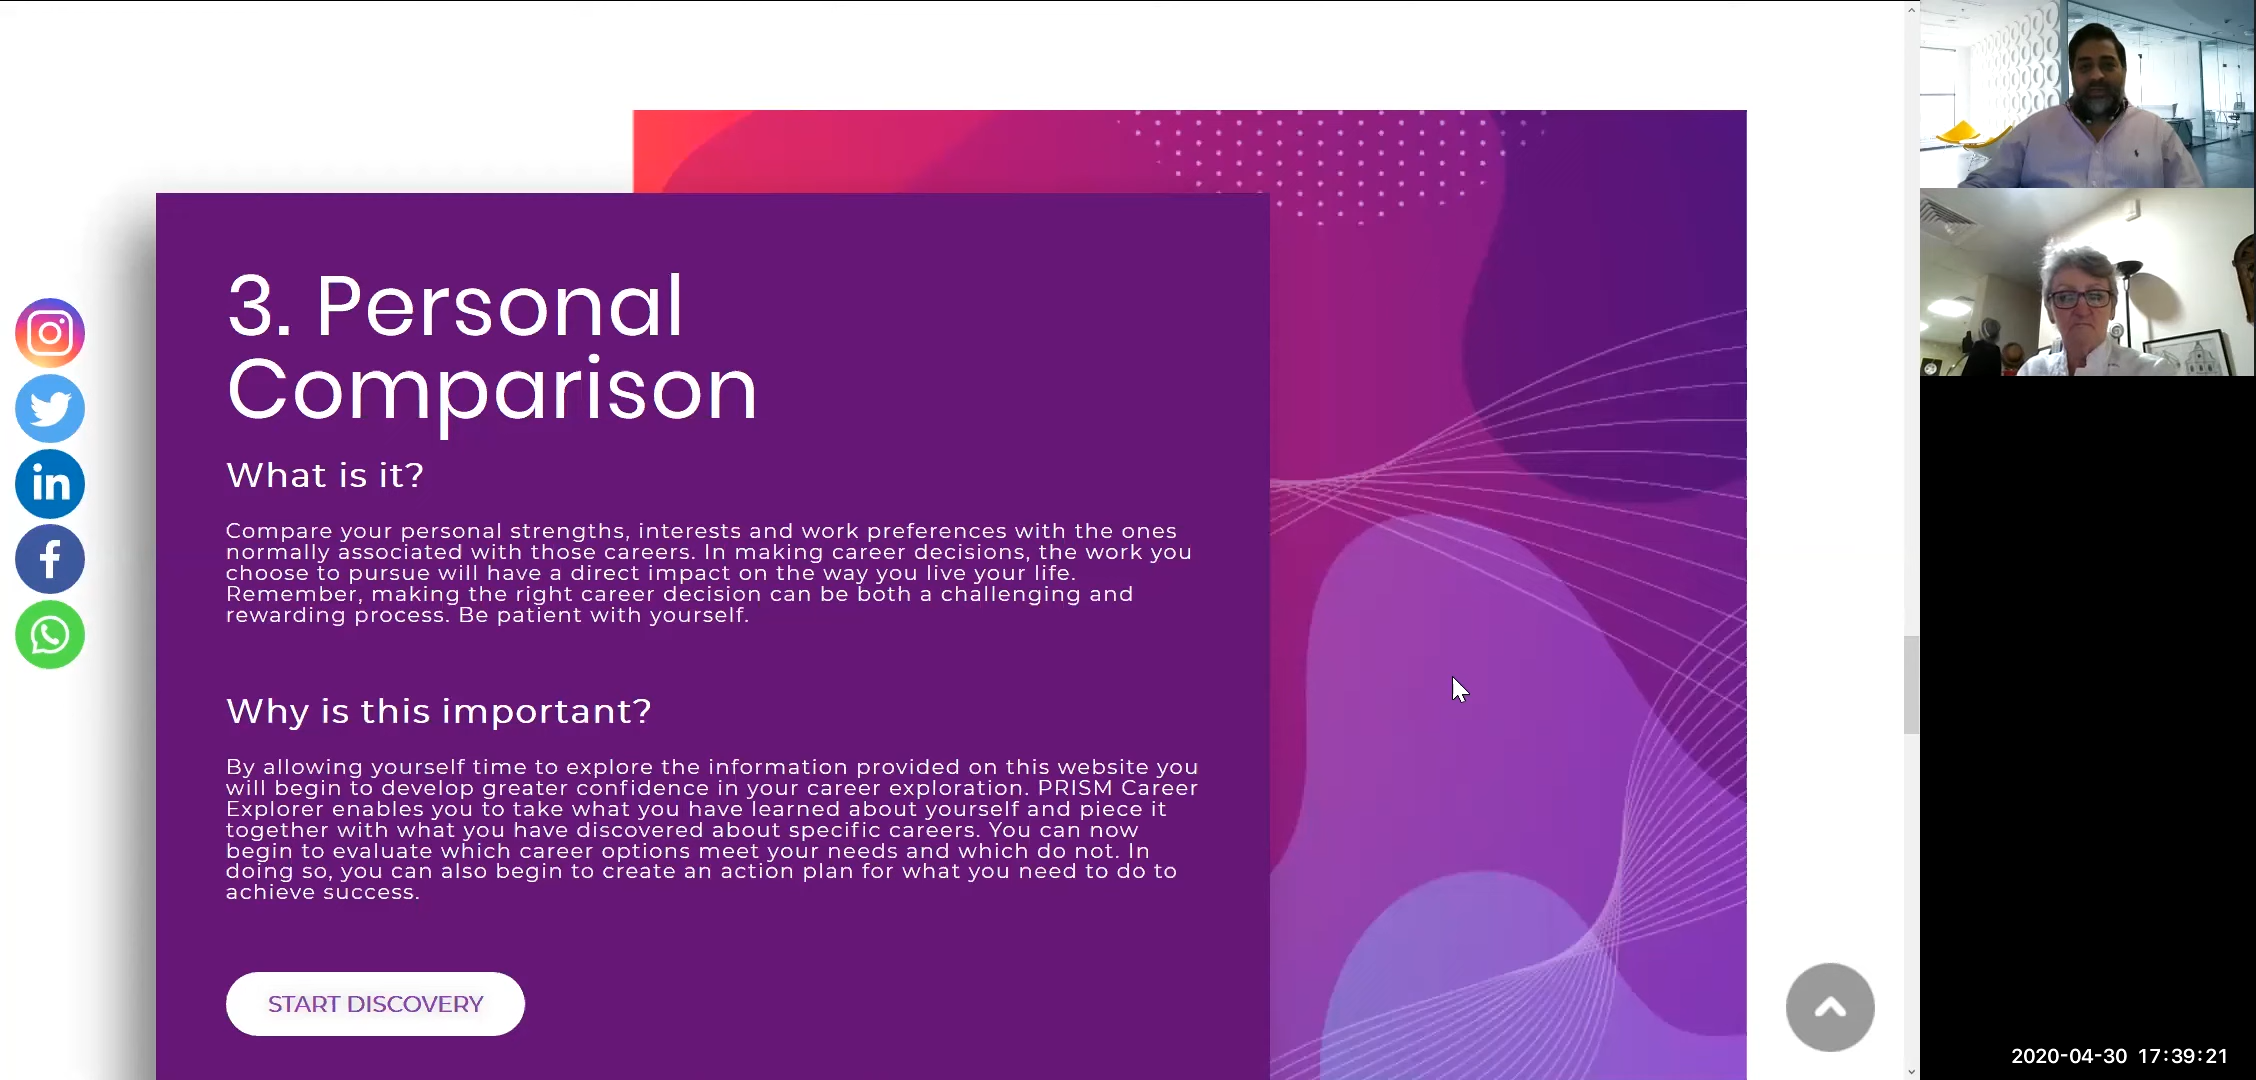 3. Personal
Comparison
What is it?
Compare your personal strengths, interests and work preferences with the ones
normally associated with those careers. In making career decisions, the work you
choose to pursue will have a direct impact on the way you live your life.
Remember, making the right career decision can be both a challenging and
rewarding process. Be patient with yourself.
Why is this important?
By allowing yourself time to explore the information provided on this website you
will begin to develop greater confidence in your career exploration. PRISM Career
Explorer enables you to take what you have learned about yourself and piece it
together with what you have discovered about specific careers. You can now
begin to evaluate which career options meet your needs and which do not. In
doing so, you can also begin to create an action plan for what you need to do to
achieve success.
START DISCOVERY
in
f
2020-04-30 17:39:21